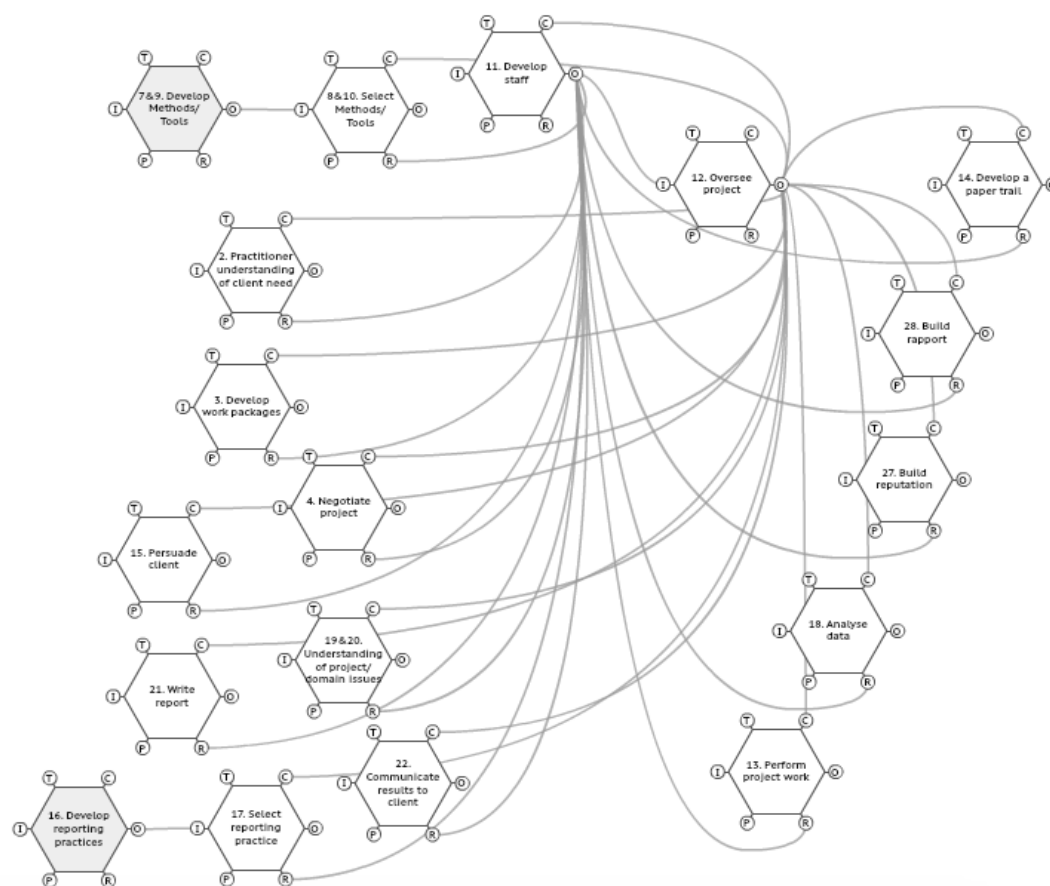 T
C
I
11. Develop
staff
O
P
R
T
C
I
7&9. Develop
Methods/
Tools
O
P
R
T
C
I
8&10. Select
Methods/
Tools
O
P
R
T
C
I
12. Oversee
project
O
P
R
T
C
I
14. Develop a
paper trail
P
R
T
C
I
2. Practitioner
understanding
of client need
O
P
R
T
C
I
28. Build
rapport
O
P
R
T
C
I
3. Develop
work packages
O
P
R
T
C
I
27. Build
reputation
O
P
R
T
C
I
4. Negotiate
project
O
P
R
T
C
I
15. Persuade
client
O
P
R
T
C
I
18. Analyse
data
O
P
R
T
C
I
19&20.
Understanding
of project/
domain issues
O
P
R
T
C
I
21. Write
report
O
P
R
T
C
I
13. Perform
project work
O
P
R
T
C
I
22.
Communicate
results to
client
O
P
R
T
C
I
16. Develop
reporting
practices
O
P
R
T
C
I
17. Select
reporting
practice
O
P
R